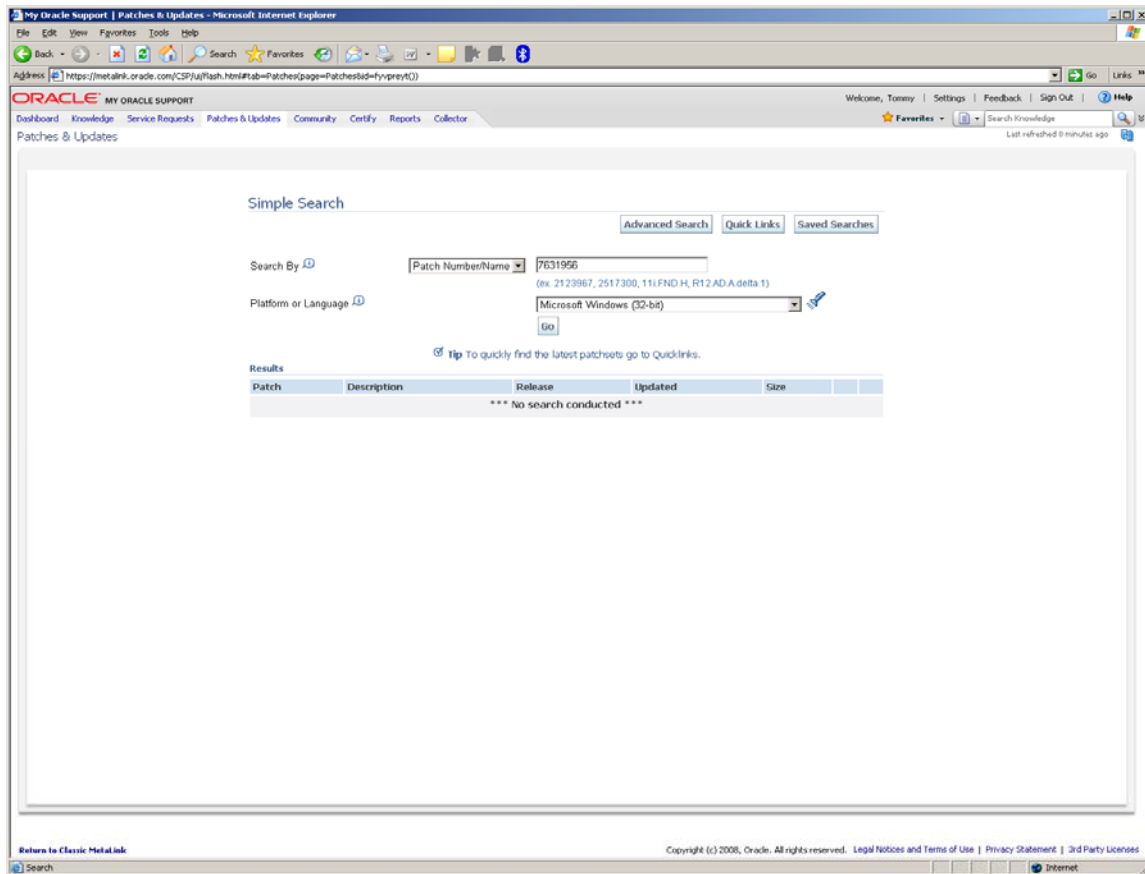 My Oracle Support | Patches & Updates - Microsoft Internet Explorer
File Edit View Favorites Tools Help
Back Search Favorites
Address https://metalink.oracle.com/CSP/ui/flash.html#tab=Patches(page=Patches&id=fyvpreyt()) Go Links »
ORACLE MY ORACLE SUPPORT Welcome, Tommy | Settings | Feedback | Sign Out | Help
Dashboard Knowledge Service Requests Patches & Updates Community Certify Reports Collector Favorites Search Knowledge
Patches & Updates Last refreshed 0 minutes ago
Simple Search
Advanced Search Quick Links Saved Searches
Search By Patch Number/Name 7631956
(ex. 2123967, 2517300, 11i.FND.H, R12.AD.A.delta.1)
Platform or Language Microsoft Windows (32-bit)
Go
Tip To quickly find the latest patchsets go to Quicklinks.
Results
Patch Description Release Updated Size
*** No search conducted ***
Return to Classic MetaLink Copyright (c) 2008, Oracle. All rights reserved. Legal Notices and Terms of Use | Privacy Statement | 3rd Party Licenses
Search Internet